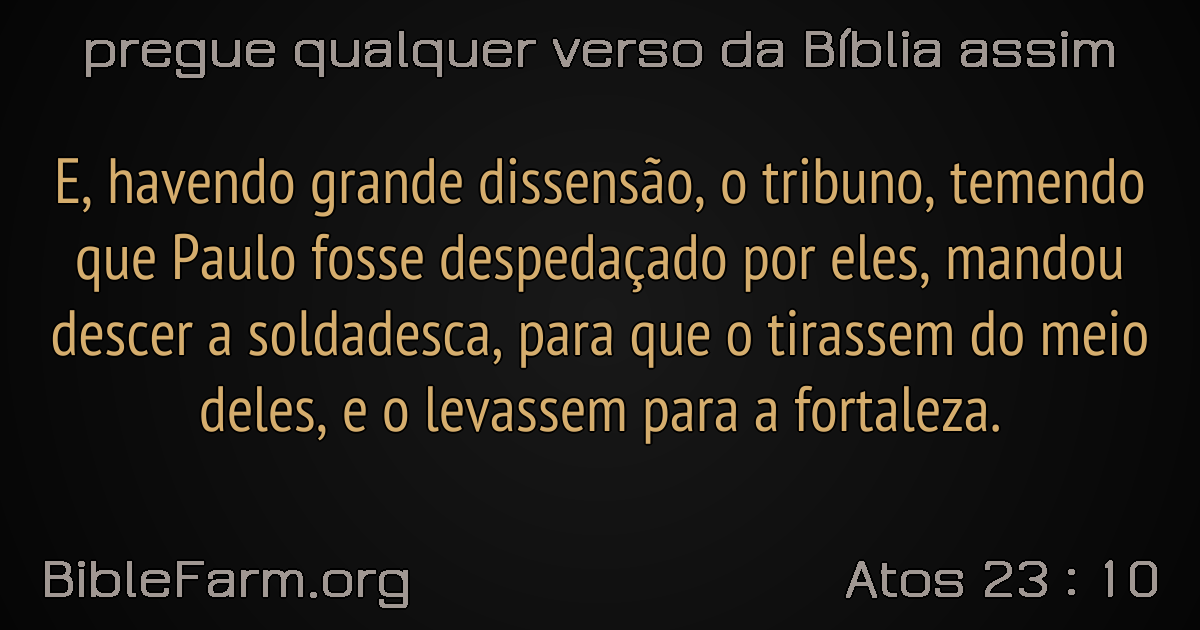 pregue qualquer verso da Bíblia assim
E, havendo grande dissensão, o tribuno, temendo
que Paulo fosse despedaçado por eles, mandou
descer a soldadesca, para que o tirassem do meio
deles, e o levassem para a fortaleza.
BibleFarm.org
Atos 23 : 10